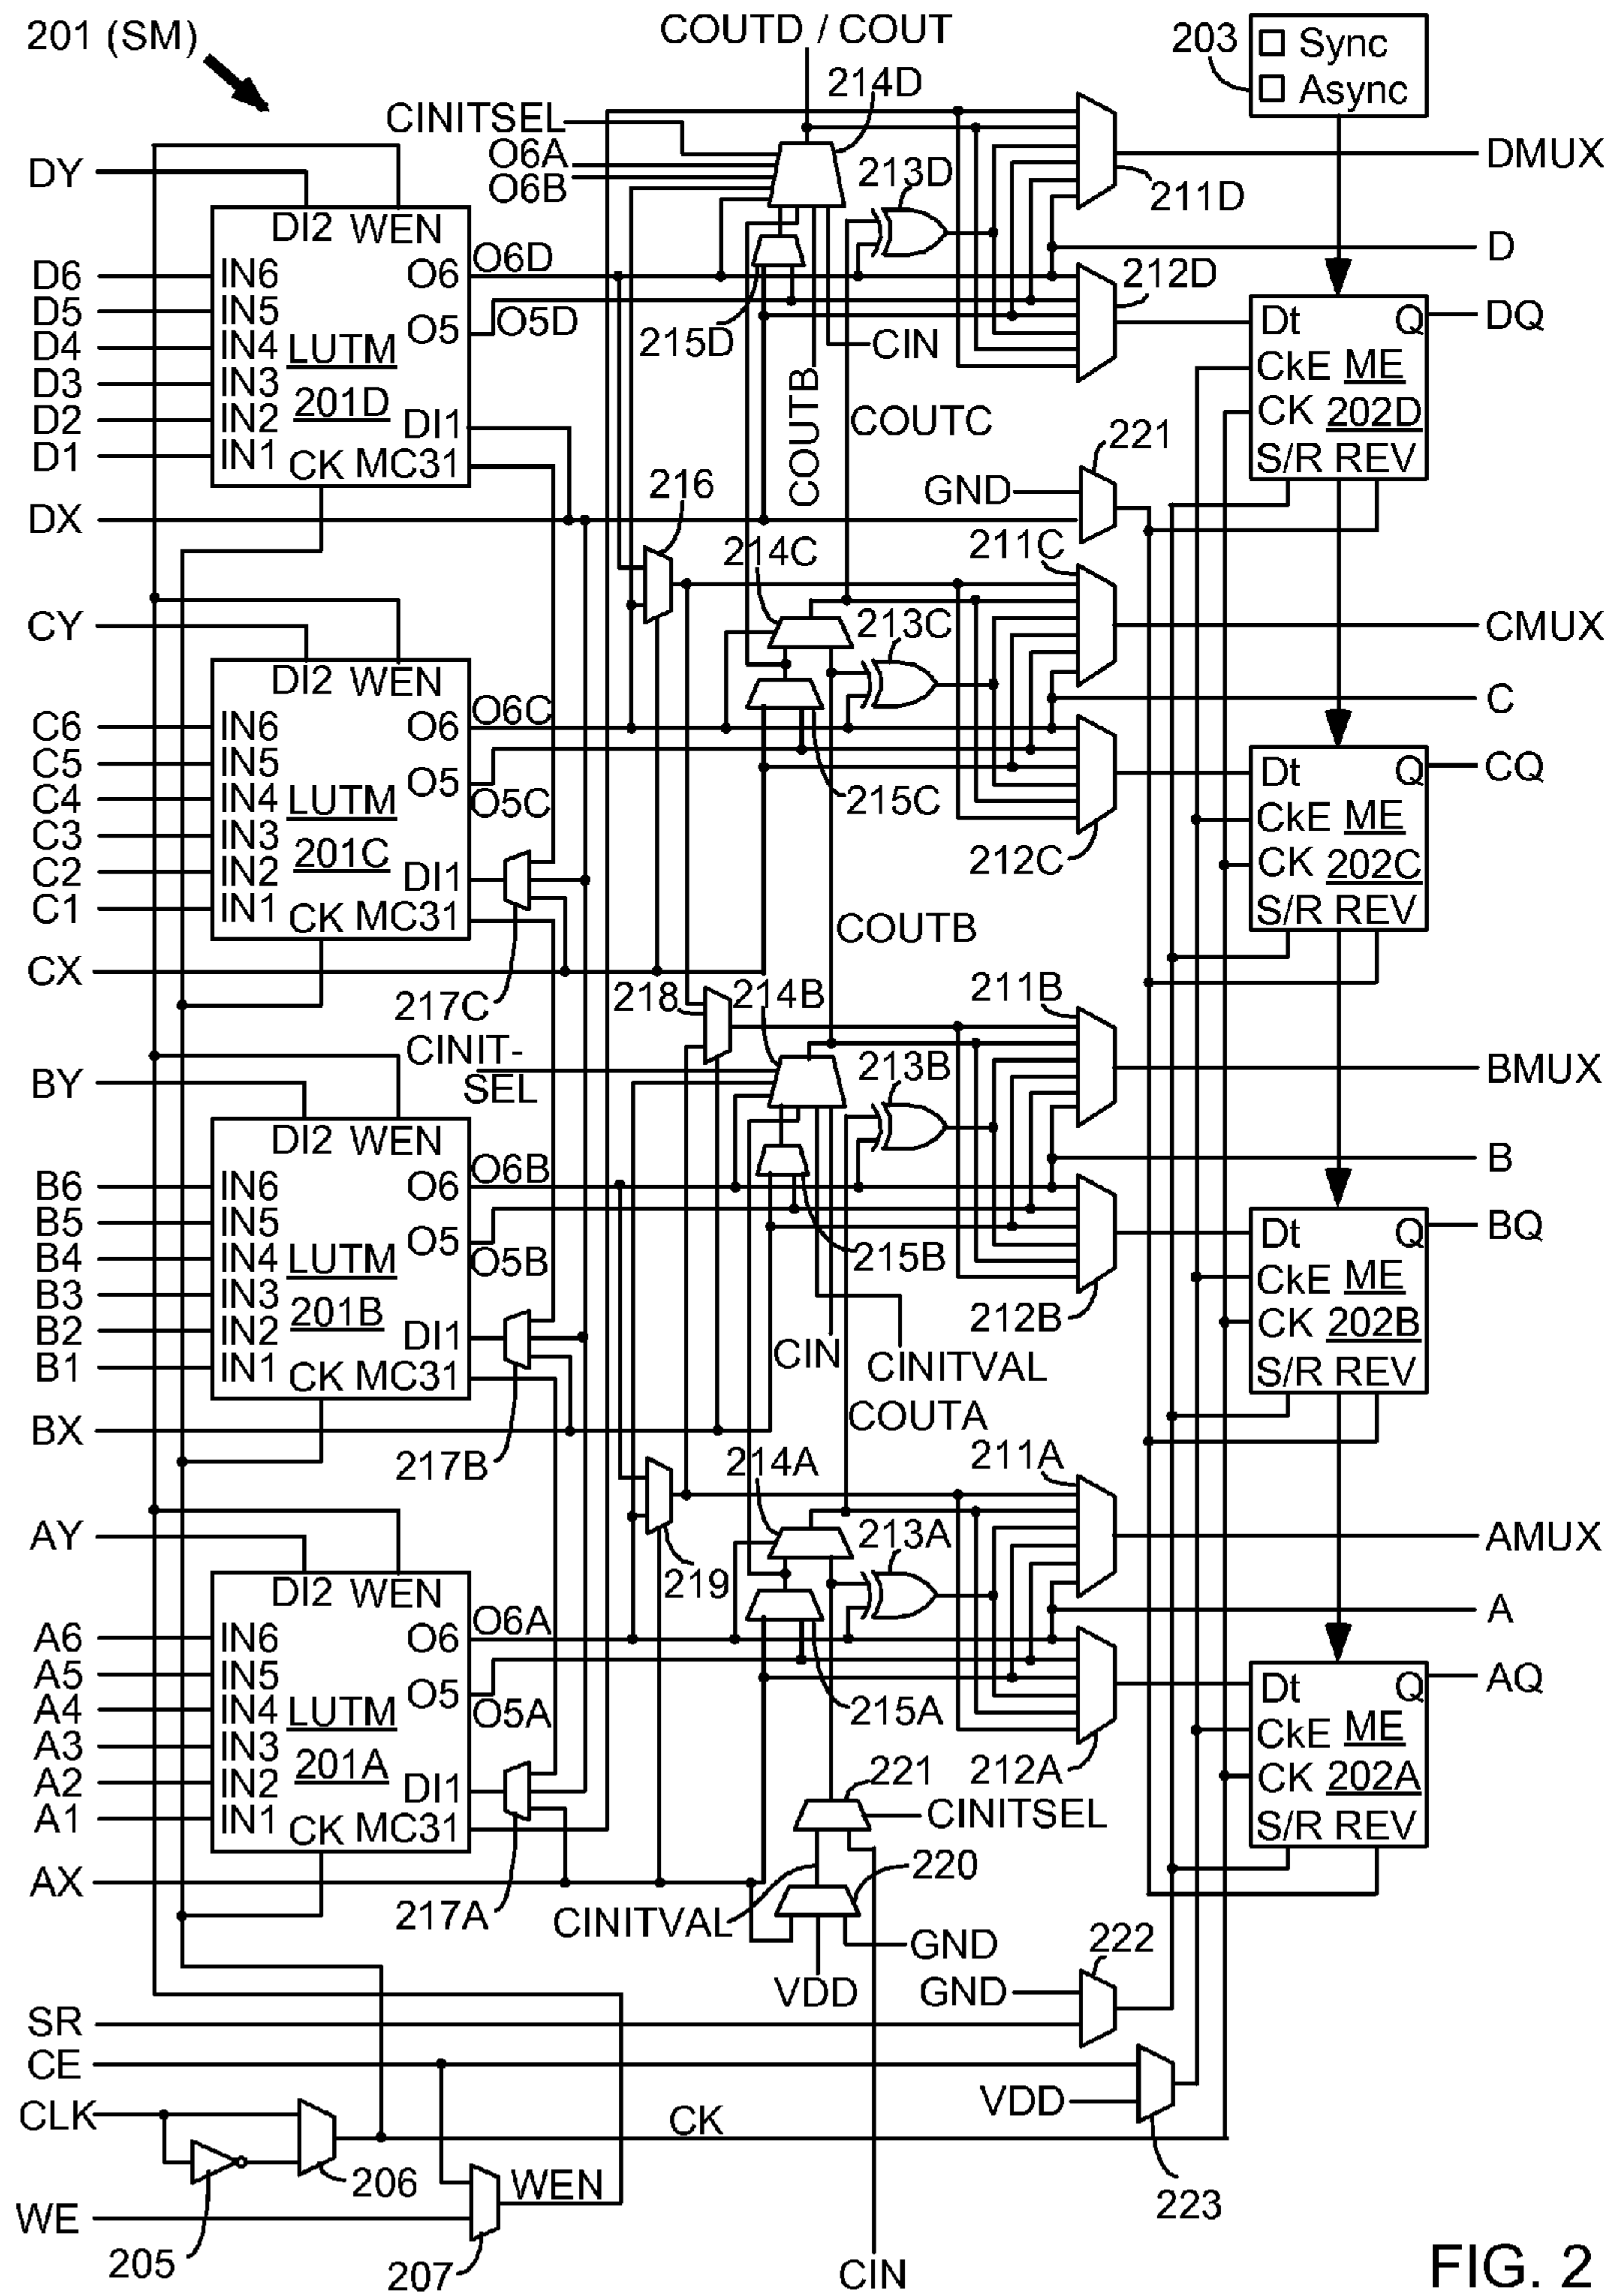 201 (SM)
COUTD / COUT
203
Sync
Async
214D
CINITSEL
O6A
O6B
213D
DMUX
211D
DY
DI2 WEN
D
D6
D5
D4
D3
D2
D1
IN6
IN5
IN4
IN3
IN2
IN1
O6
O5
LUTM
201D
DI1
CK MC31
O6D
O5D
215D
CIN
COUTB
COUTC
212D
Dt Q
CkE ME
CK 202D
S/R REV
DQ
221
GND
216
DX
214C
211C
CY
213C
CMUX
DI2 WEN
C
C6
C5
C4
C3
C2
C1
IN6
IN5
IN4
IN3
IN2
IN1
O6
O5
LUTM
201C
DI1
CK MC31
O6C
O5C
215C
212C
Dt Q
CkE ME
CK 202C
S/R REV
CQ
COUTB
CX
217C
218
214B
211B
CINIT-
SEL
213B
BMUX
BY
DI2 WEN
B
B6
B5
B4
B3
B2
B1
IN6
IN5
IN4
IN3
IN2
IN1
O6
O5
LUTM
201B
DI1
CK MC31
O6B
O5B
215B
212B
Dt Q
CkE ME
CK 202B
S/R REV
BQ
CIN
CINITVAL
COUTA
BX
217B
214A
211A
AY
213A
AMUX
219
DI2 WEN
A
A6
A5
A4
A3
A2
A1
IN6
IN5
IN4
IN3
IN2
IN1
O6
O5
LUTM
201A
DI1
CK MC31
O6A
O5A
215A
212A
Dt Q
CkE ME
CK 202A
S/R REV
AQ
221
CINITSEL
220
AX
217A
CINITVAL
GND
VDD
222
GND
SR
CE
VDD
CLK
CK
206
WEN
223
WE
205
207
CIN
FIG. 2